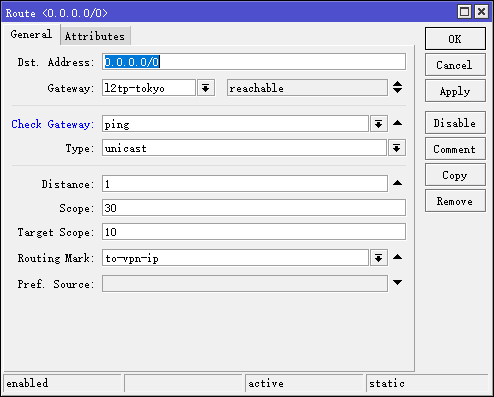 Route <0.0.0.0/0>
General Attributes
OK
Dst. Address: 0.0.0.0/0
Cancel
Gateway: l2tp-tokyo reachable
Apply
Check Gateway: ping
Disable
Type: unicast
Comment
Copy
Distance: 1
Remove
Scope: 30
Target Scope: 10
Routing Mark: to-vpn-ip
Pref. Source:
enabled active static